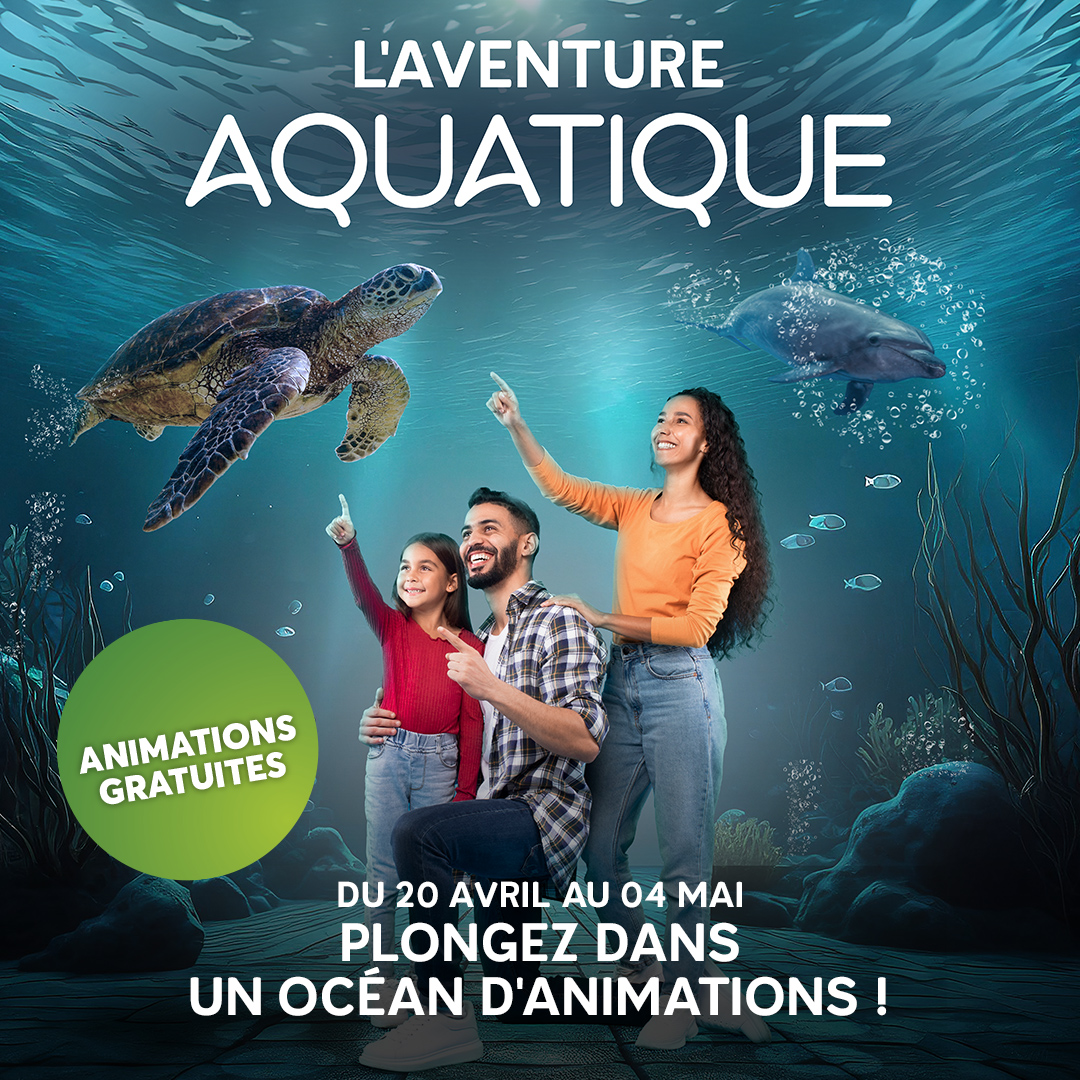 L'AVENTURE
AQUATIQUE
ANIMATIONS
GRATUITES
DU 20 AVRIL AU 04 MAI
PLONGEZ DANS
UN OCÉAN D'ANIMATIONS !